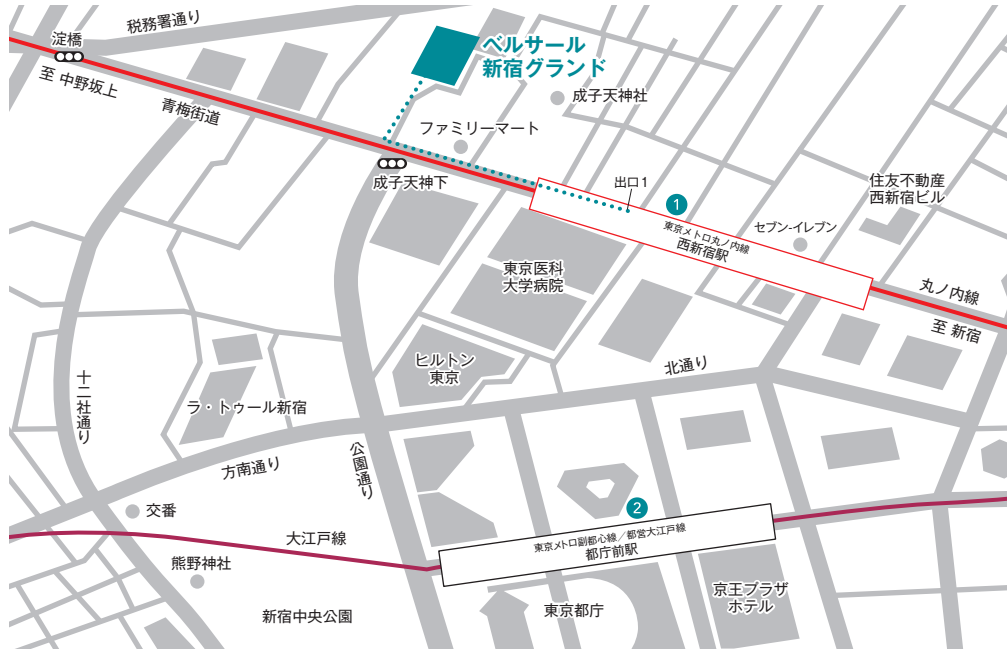 税務署通り
淀橋
至 中野坂上
青梅街道
ベルサール
新宿グランド
成子天神社
ファミリーマート
成子天神下
出口1
1
東京メトロ丸ノ内線
西新宿駅
セブン-イレブン
住友不動産
西新宿ビル
丸ノ内線
至 新宿
東京医科
大学病院
ヒルトン
東京
北通り
十二社通り
ラ・トゥール新宿
方南通り
公園通り
交番
大江戸線
2
東京メトロ副都心線／都営大江戸線
都庁前駅
熊野神社
新宿中央公園
東京都庁
京王プラザ
ホテル